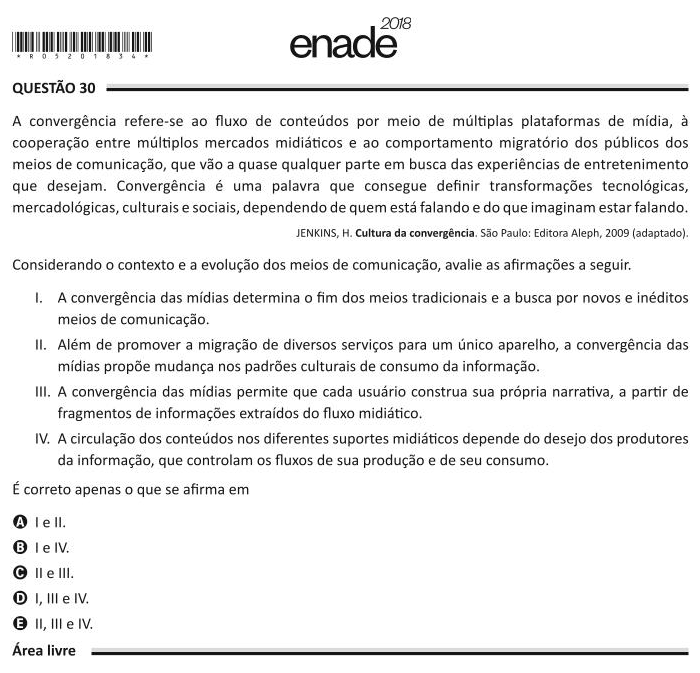 enade 2018
* R 0 5 2 0 1 8 3 4 *
QUESTÃO 30
A convergência refere-se ao fluxo de conteúdos por meio de múltiplas plataformas de mídia, à
cooperação entre múltiplos mercados midiáticos e ao comportamento migratório dos públicos dos
meios de comunicação, que vão a quase qualquer parte em busca das experiências de entretenimento
que desejam. Convergência é uma palavra que consegue definir transformações tecnológicas,
mercadológicas, culturais e sociais, dependendo de quem está falando e do que imaginam estar falando.
JENKINS, H. Cultura da convergência. São Paulo: Editora Aleph, 2009 (adaptado).
Considerando o contexto e a evolução dos meios de comunicação, avalie as afirmações a seguir.
I. A convergência das mídias determina o fim dos meios tradicionais e a busca por novos e inéditos
meios de comunicação.
II. Além de promover a migração de diversos serviços para um único aparelho, a convergência das
mídias propõe mudança nos padrões culturais de consumo da informação.
III. A convergência das mídias permite que cada usuário construa sua própria narrativa, a partir de
fragmentos de informações extraídos do fluxo midiático.
IV. A circulação dos conteúdos nos diferentes suportes midiáticos depende do desejo dos produtores
da informação, que controlam os fluxos de sua produção e de seu consumo.
É correto apenas o que se afirma em
A I e II.
B I e IV.
C II e III.
D I, III e IV.
E II, III e IV.
Área livre